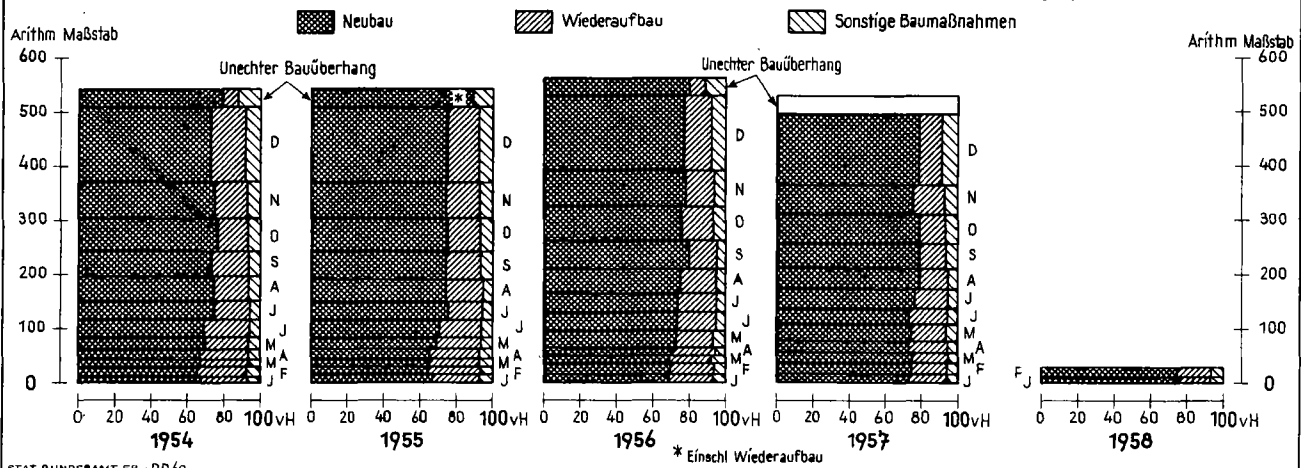 Neubau Wiederaufbau Sonstige Baumaßnahmen
Arithm Maßstab Arithm Maßstab
600 Unechter Bauüberhang Unechter Bauüberhang 600
500 * 500
D D D D
400 400
N N N N
300 300
O O O O
S S S S
200 200
A A A A
J J J J
100 J J J J 100
M M M M
A A A A
M M M M
F F F F F
0 J J J J J 0
0 20 40 60 80 100vH 0 20 40 60 80 100vH 0 20 40 60 80 100vH 0 20 40 60 80 100vH 0 20 40 60 80 100vH
1954 1955 1956 1957 1958
* Einschl Wiederaufbau
STAT BUNDESAMT